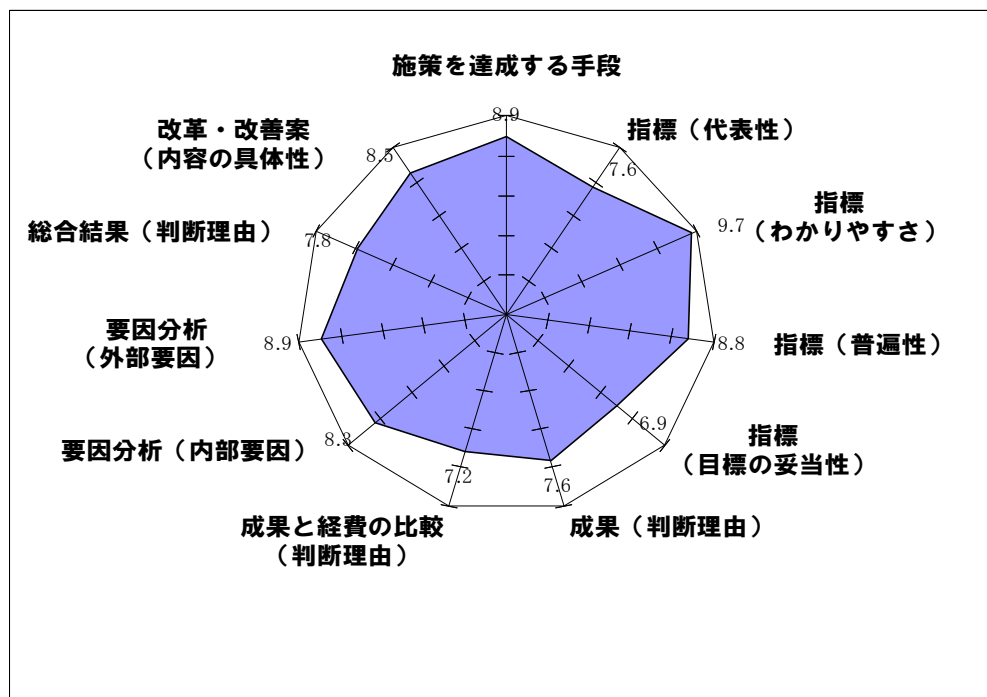 施策を達成する手段
8.9
指標（代表性）
7.6
指標
（わかりやすさ）
9.7
指標（普遍性）
8.8
指標
（目標の妥当性）
6.9
成果（判断理由）
7.6
成果と経費の比較
（判断理由）
7.2
要因分析（内部要因）
8.3
要因分析
（外部要因）
8.9
総合結果（判断理由）
7.8
改革・改善案
（内容の具体性）
8.5